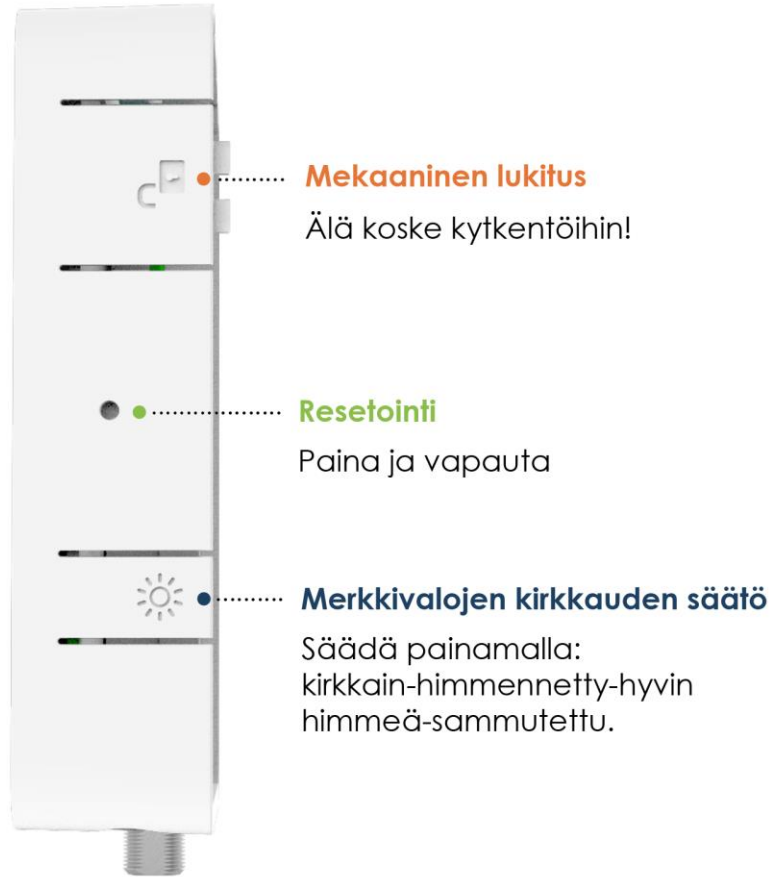 Mekaaninen lukitus
Älä koske kytkentöihin!
Resetointi
Paina ja vapauta
Merkkivalojen kirkkauden säätö
Säädä painamalla:
kirkkain-himmennetty-hyvin
himmeä-sammutettu.